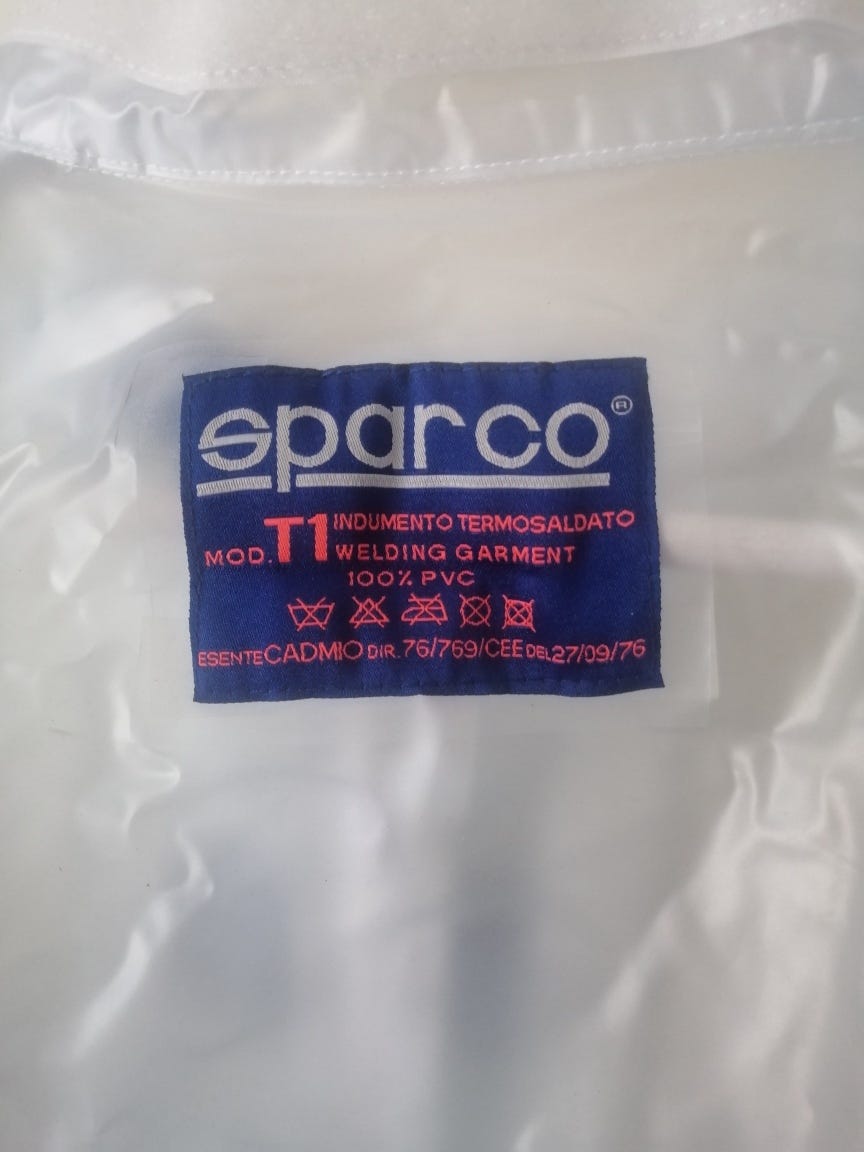 sparco®
MOD. T1 INDUMENTO TERMOSALDATO
WELDING GARMENT
100% PVC
ESENTE CADMIO DIR. 76/769/CEE DEL 27/09/76